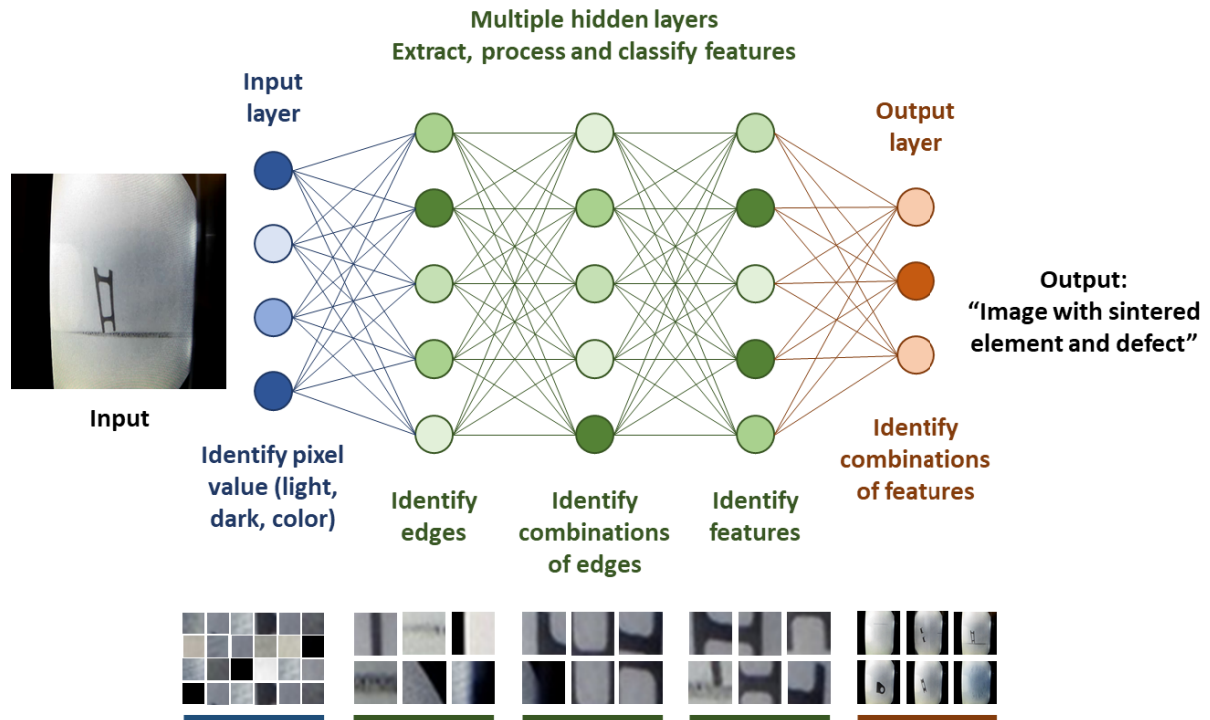 Multiple hidden layers
Extract, process and classify features
Input
layer
Output
layer
Input
Output:
“Image with sintered
element and defect”
Identify pixel
value (light,
dark, color)
Identify
edges
Identify
combinations
of edges
Identify
features
Identify
combinations
of features